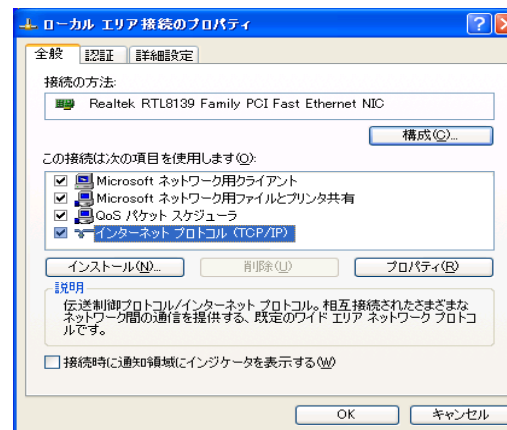 ローカル エリア接続のプロパティ
全般 認証 詳細設定
接続の方法:
Realtek RTL8139 Family PCI Fast Ethernet NIC
構成(C)...
この接続は次の項目を使用します(O):
Microsoft ネットワーク用クライアント
Microsoft ネットワーク用ファイルとプリンタ共有
QoS パケット スケジューラ
インターネット プロトコル (TCP/IP)
インストール(N)... 削除(U) プロパティ(R)
説明
伝送制御プロトコル/インターネット プロトコル。相互接続されたさまざまな
ネットワーク間の通信を提供する、既定のワイド エリア ネットワーク プロトコ
ルです。
接続時に通知領域にインジケータを表示する(W)
OK キャンセル